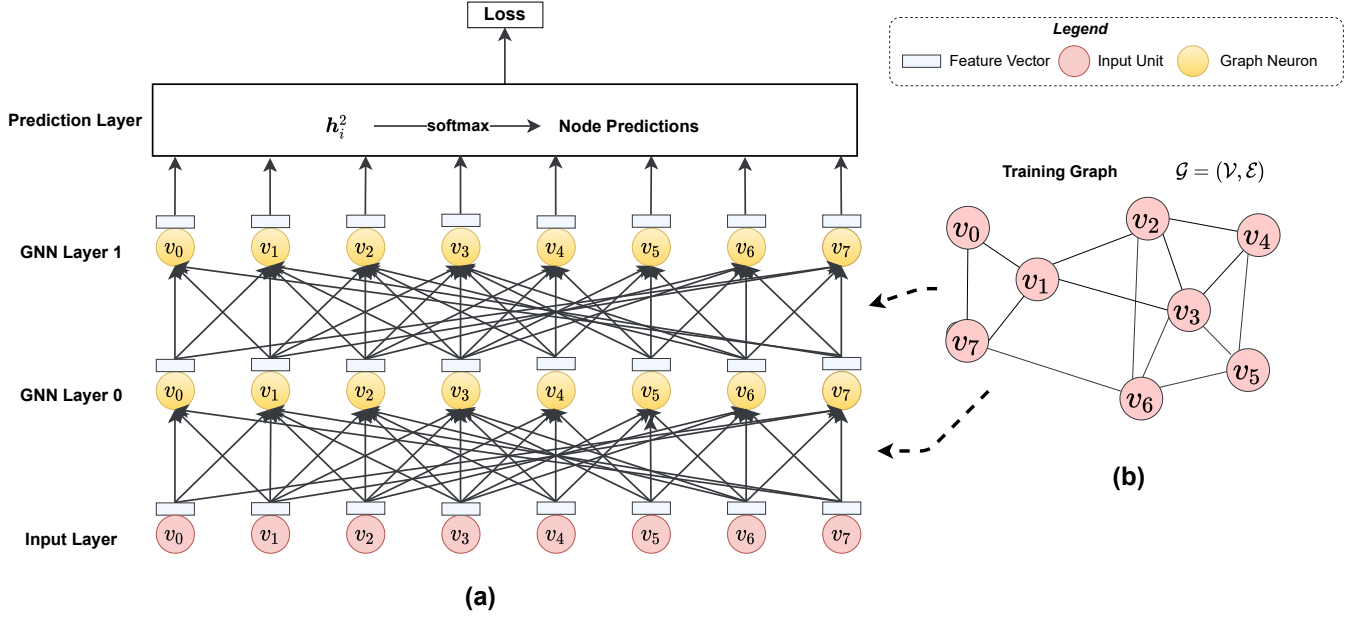 Loss
Legend
Feature Vector Input Unit Graph Neuron
Prediction Layer
h_i^2 softmax Node Predictions
Training Graph 𝒢 = (𝒱, ℰ)
GNN Layer 1
v₀ v₁ v₂ v₃ v₄ v₅ v₆ v₇
GNN Layer 0
v₀ v₁ v₂ v₃ v₄ v₅ v₆ v₇
Input Layer
v₀ v₁ v₂ v₃ v₄ v₅ v₆ v₇
(a)
v₀
v₂
v₄
v₁
v₃
v₇
v₅
v₆
(b)